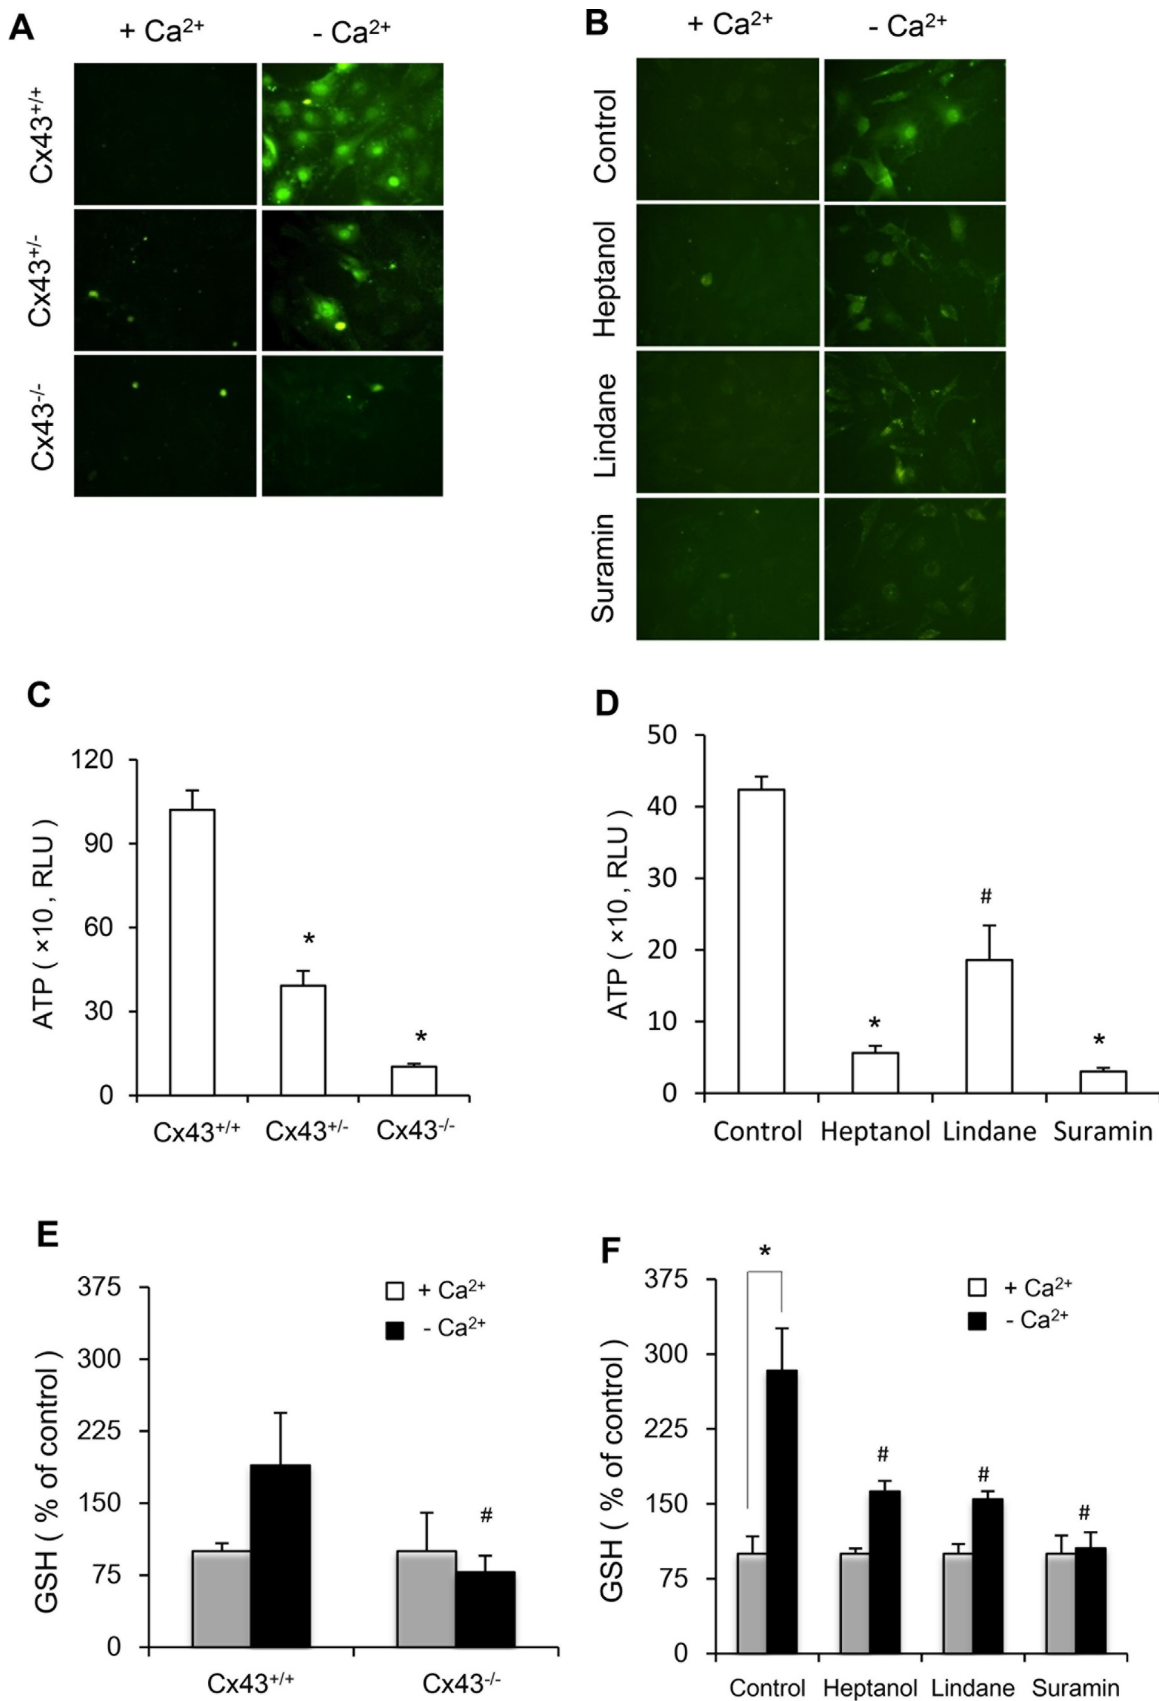 A
+ Ca²⁺
- Ca²⁺
Cx43⁺/⁺
Cx43⁺/⁻
Cx43⁻/⁻
B
+ Ca²⁺
- Ca²⁺
Control
Heptanol
Lindane
Suramin
C
ATP ( ×10 , RLU )
120
90
60
30
0
*
*
Cx43⁺/⁺ Cx43⁺/⁻ Cx43⁻/⁻
D
ATP ( ×10 , RLU )
50
40
30
20
10
0
*
#
*
Control Heptanol Lindane Suramin
E
GSH ( % of control )
375
300
225
150
75
0
+ Ca²⁺
- Ca²⁺
#
Cx43⁺/⁺ Cx43⁻/⁻
F
GSH ( % of control )
375
300
225
150
75
0
*
+ Ca²⁺
- Ca²⁺
#
#
#
Control Heptanol Lindane Suramin